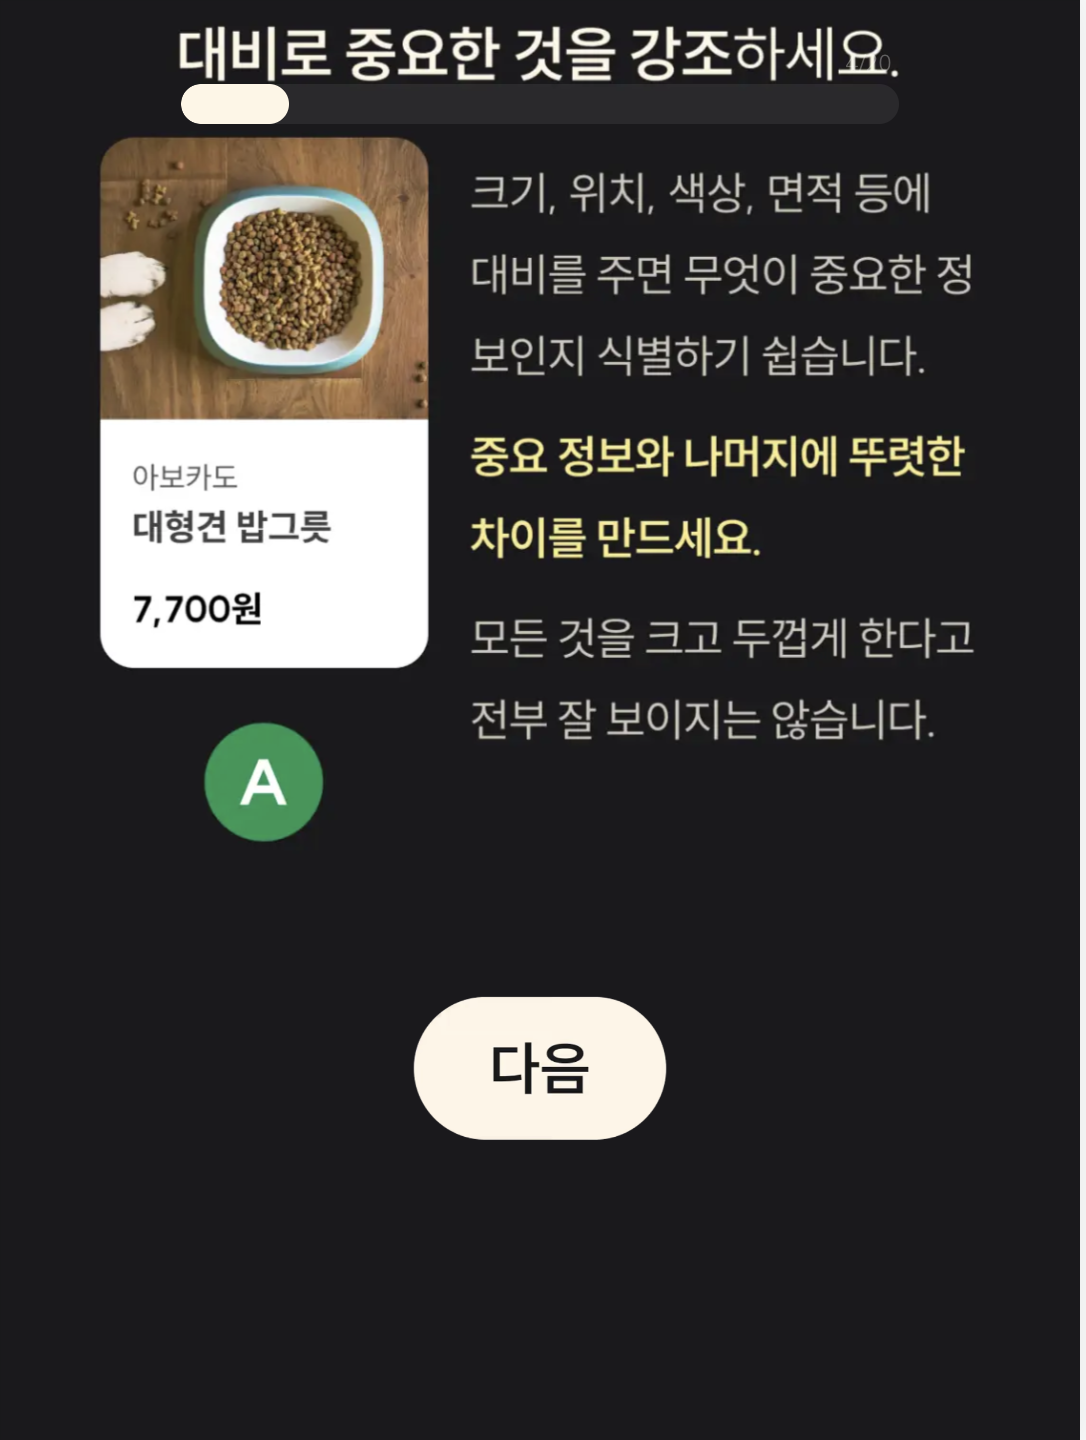 대비로 중요한 것을 강조하세요.
크기, 위치, 색상, 면적 등에
대비를 주면 무엇이 중요한 정
보인지 식별하기 쉽습니다.
중요 정보와 나머지에 뚜렷한
차이를 만드세요.
모든 것을 크고 두껍게 한다고
전부 잘 보이지는 않습니다.
아보카도
대형견 밥그릇
7,700원
A
다음